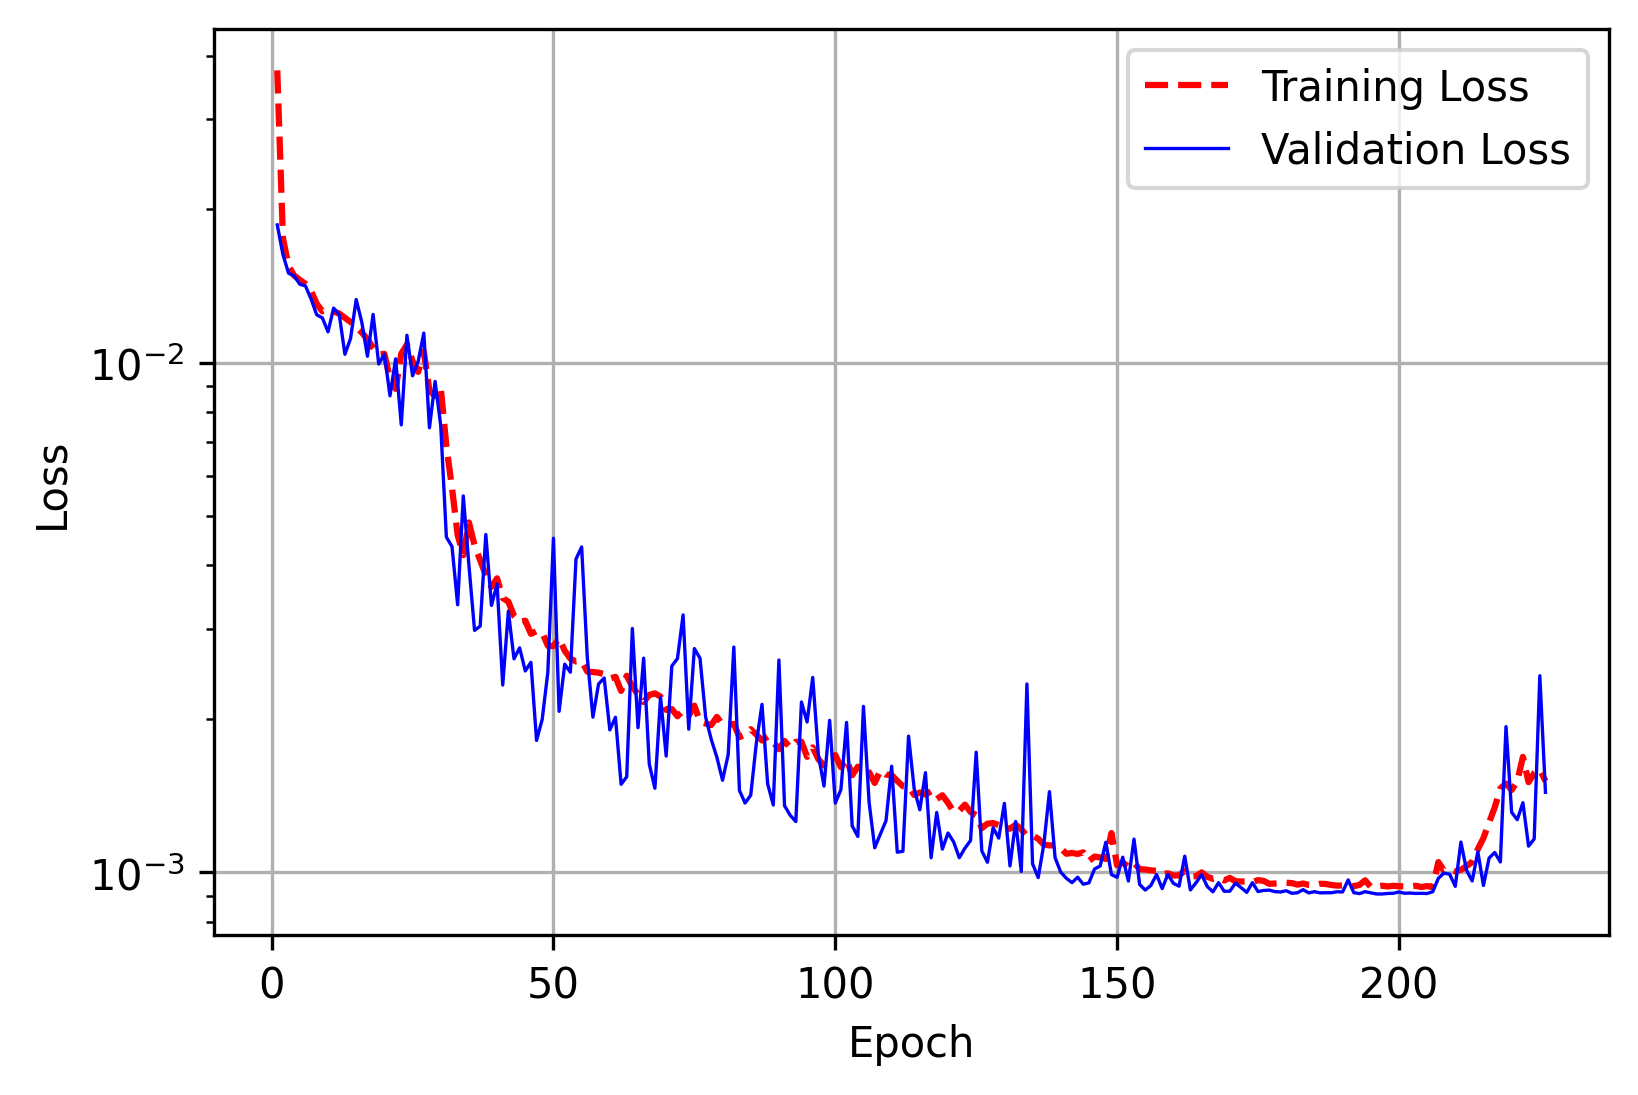 Training Loss
Validation Loss
10⁻²
10⁻³
Loss
0 50 100 150 200
Epoch